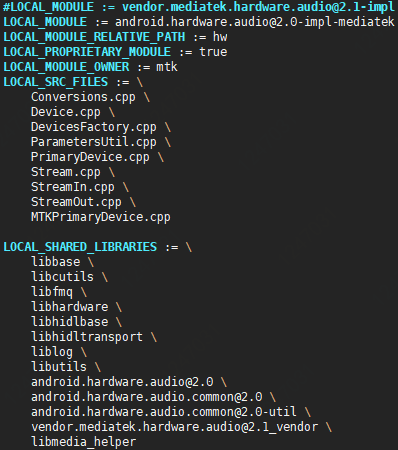 #LOCAL_MODULE := vendor.mediatek.hardware.audio@2.1-impl
LOCAL_MODULE := android.hardware.audio@2.0-impl-mediatek
LOCAL_MODULE_RELATIVE_PATH := hw
LOCAL_PROPRIETARY_MODULE := true
LOCAL_MODULE_OWNER := mtk
LOCAL_SRC_FILES := \
    Conversions.cpp \
    Device.cpp \
    DevicesFactory.cpp \
    ParametersUtil.cpp \
    PrimaryDevice.cpp \
    Stream.cpp \
    StreamIn.cpp \
    StreamOut.cpp \
    MTKPrimaryDevice.cpp

LOCAL_SHARED_LIBRARIES := \
    libbase \
    libcutils \
    libfmq \
    libhardware \
    libhidlbase \
    libhidltransport \
    liblog \
    libutils \
    android.hardware.audio@2.0 \
    android.hardware.audio.common@2.0 \
    android.hardware.audio.common@2.0-util \
    vendor.mediatek.hardware.audio@2.1_vendor \
    libmedia_helper